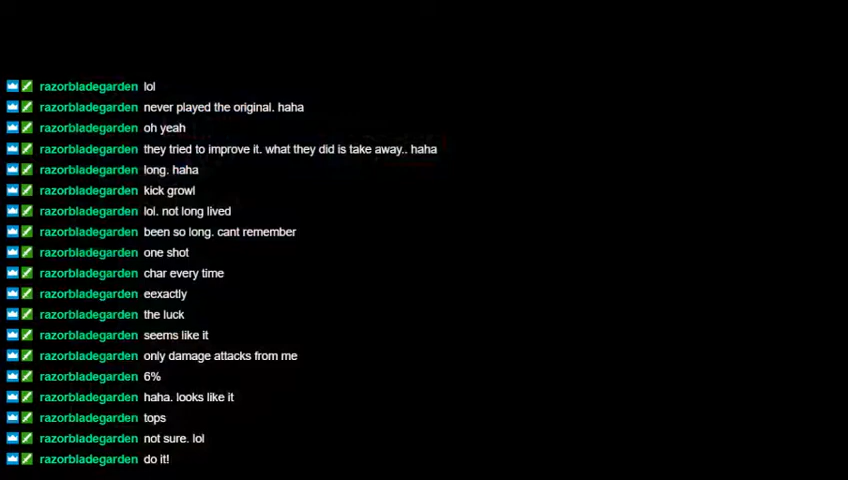 razorbladegarden lol
razorbladegarden never played the original. haha
razorbladegarden oh yeah
razorbladegarden they tried to improve it. what they did is take away.. haha
razorbladegarden long. haha
razorbladegarden kick growl
razorbladegarden lol. not long lived
razorbladegarden been so long. cant remember
razorbladegarden one shot
razorbladegarden char every time
razorbladegarden eexactly
razorbladegarden the luck
razorbladegarden seems like it
razorbladegarden only damage attacks from me
razorbladegarden 6%
razorbladegarden haha. looks like it
razorbladegarden tops
razorbladegarden not sure. lol
razorbladegarden do it!